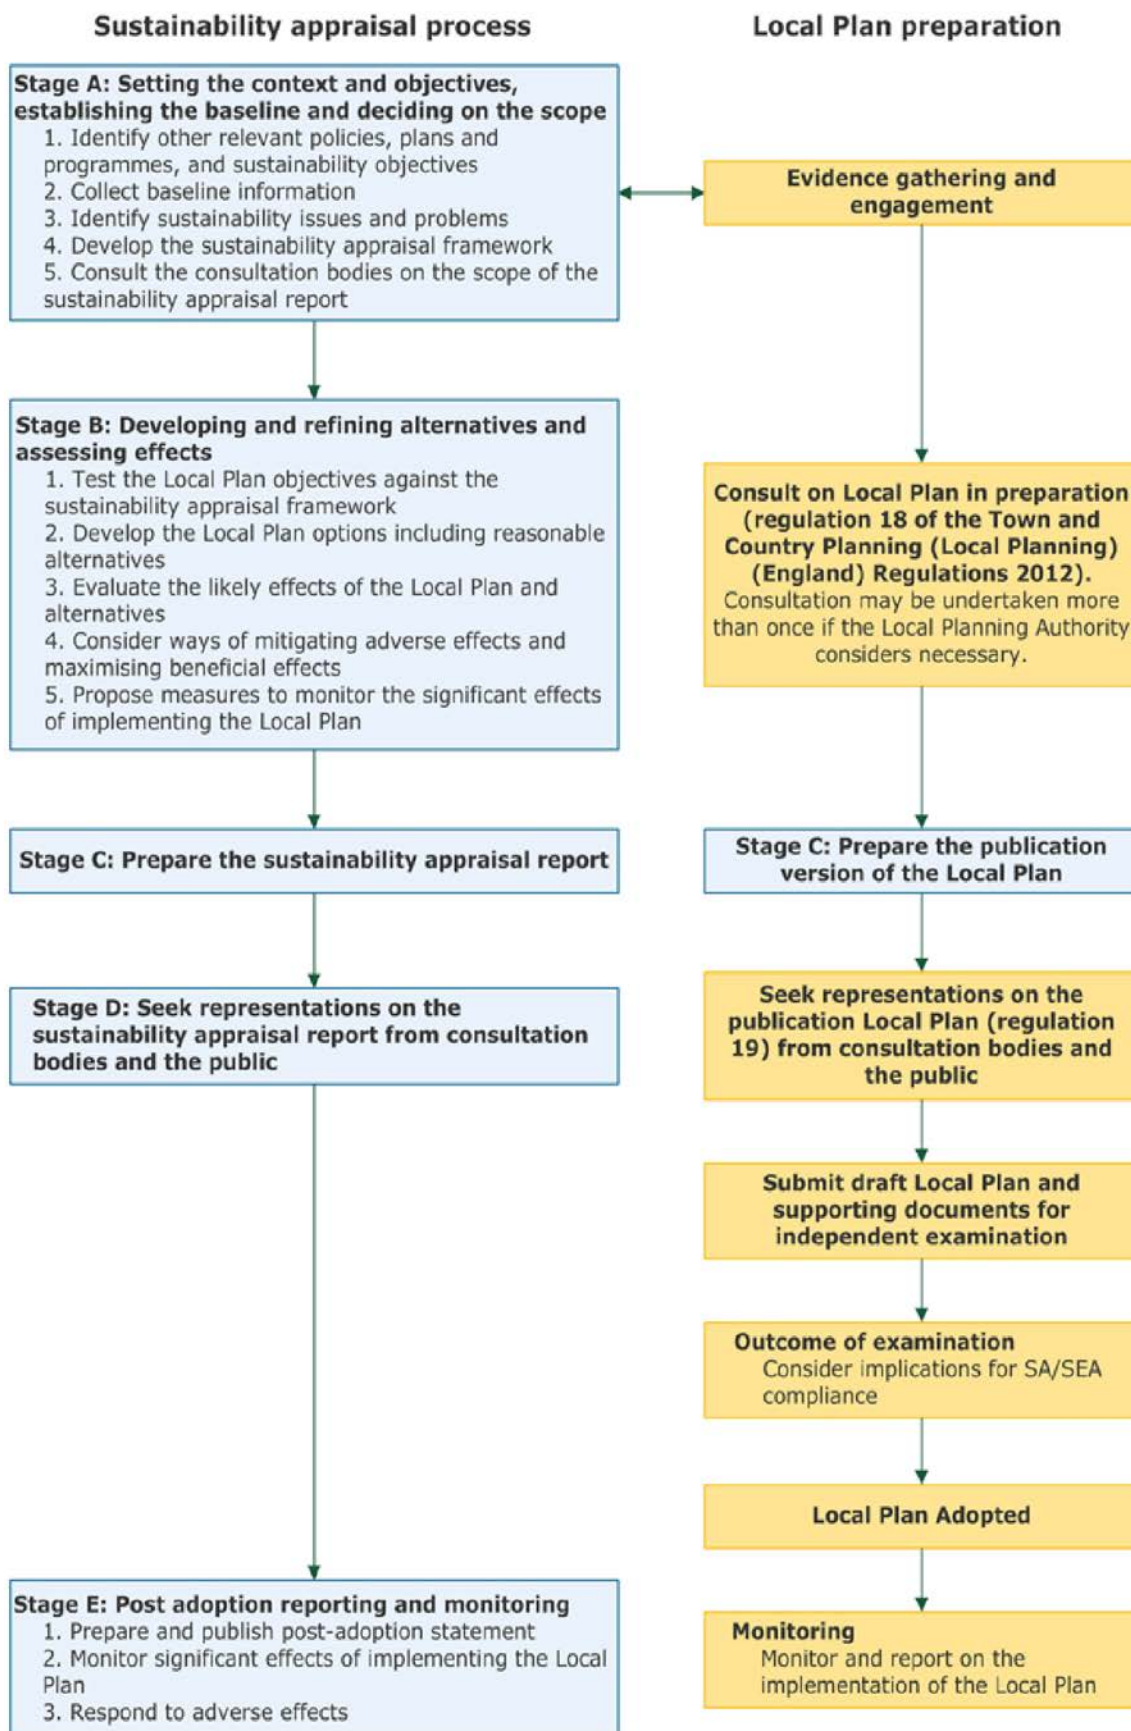 Sustainability appraisal process
Local Plan preparation
Stage A: Setting the context and objectives,
establishing the baseline and deciding on the scope
1. Identify other relevant policies, plans and
programmes, and sustainability objectives
2. Collect baseline information
3. Identify sustainability issues and problems
4. Develop the sustainability appraisal framework
5. Consult the consultation bodies on the scope of the
sustainability appraisal report
Evidence gathering and
engagement
Stage B: Developing and refining alternatives and
assessing effects
1. Test the Local Plan objectives against the
sustainability appraisal framework
2. Develop the Local Plan options including reasonable
alternatives
3. Evaluate the likely effects of the Local Plan and
alternatives
4. Consider ways of mitigating adverse effects and
maximising beneficial effects
5. Propose measures to monitor the significant effects
of implementing the Local Plan
Consult on Local Plan in preparation
(regulation 18 of the Town and
Country Planning (Local Planning)
(England) Regulations 2012).
Consultation may be undertaken more
than once if the Local Planning Authority
considers necessary.
Stage C: Prepare the sustainability appraisal report
Stage C: Prepare the publication
version of the Local Plan
Stage D: Seek representations on the
sustainability appraisal report from consultation
bodies and the public
Seek representations on the
publication Local Plan (regulation
19) from consultation bodies and
the public
Submit draft Local Plan and
supporting documents for
independent examination
Outcome of examination
Consider implications for SA/SEA
compliance
Local Plan Adopted
Stage E: Post adoption reporting and monitoring
1. Prepare and publish post-adoption statement
2. Monitor significant effects of implementing the Local
Plan
3. Respond to adverse effects
Monitoring
Monitor and report on the
implementation of the Local Plan